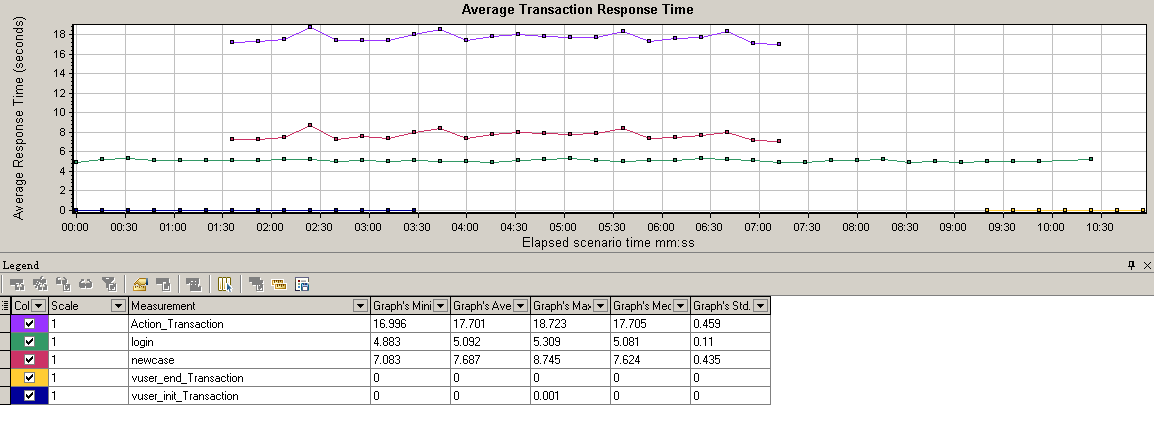 Average Transaction Response Time
Average Response Time (seconds)
18
16
14
12
10
8
6
4
2
0
00:00 00:30 01:00 01:30 02:00 02:30 03:00 03:30 04:00 04:30 05:00 05:30 06:00 06:30 07:00 07:30 08:00 08:30 09:00 09:30 10:00 10:30
Elapsed scenario time mm:ss
Legend
Col Scale Measurement Graph's Mini Graph's Ave Graph's Max Graph's Med Graph's Std.
1 Action_Transaction 16.996 17.701 18.723 17.705 0.459
1 login 4.883 5.092 5.309 5.081 0.11
1 newcase 7.083 7.687 8.745 7.624 0.435
1 vuser_end_Transaction 0 0 0 0 0
1 vuser_init_Transaction 0 0 0.001 0 0